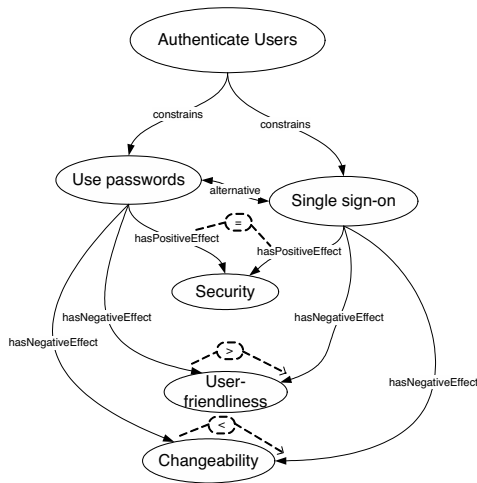 Authenticate Users
constrains
constrains
Use passwords
alternative
Single sign-on
=
hasPositiveEffect
hasPositiveEffect
Security
hasNegativeEffect
hasNegativeEffect
hasNegativeEffect
>
User-
friendliness
hasNegativeEffect
<
Changeability